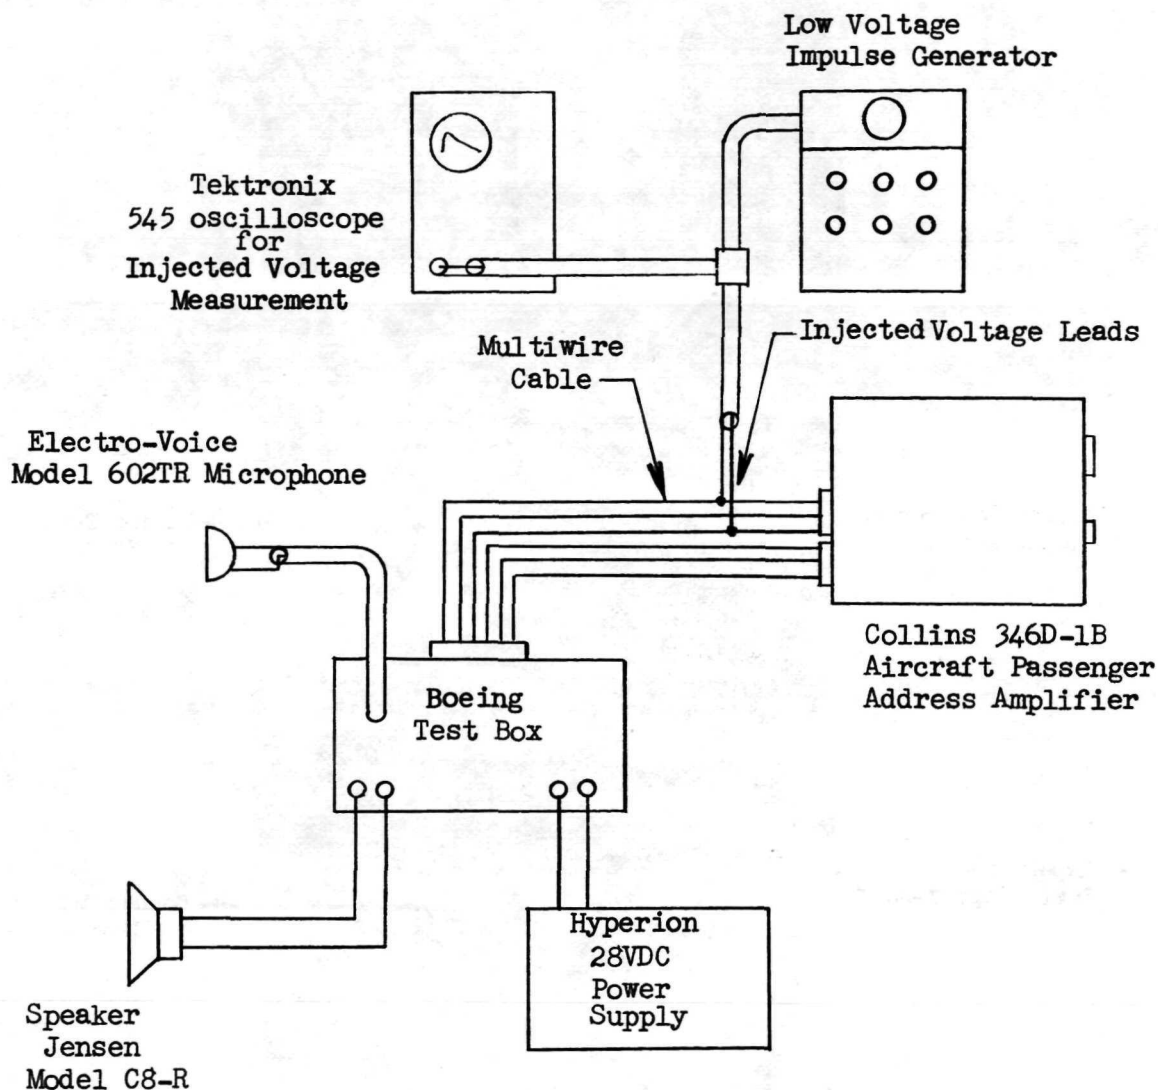 Low Voltage
Impulse Generator
Tektronix
545 oscilloscope
for
Injected Voltage
Measurement
Injected Voltage Leads
Multiwire
Cable
Electro-Voice
Model 602TR Microphone
Collins 346D-1B
Aircraft Passenger
Address Amplifier
Boeing
Test Box
Hyperion
28VDC
Power
Supply
Speaker
Jensen
Model C8-R